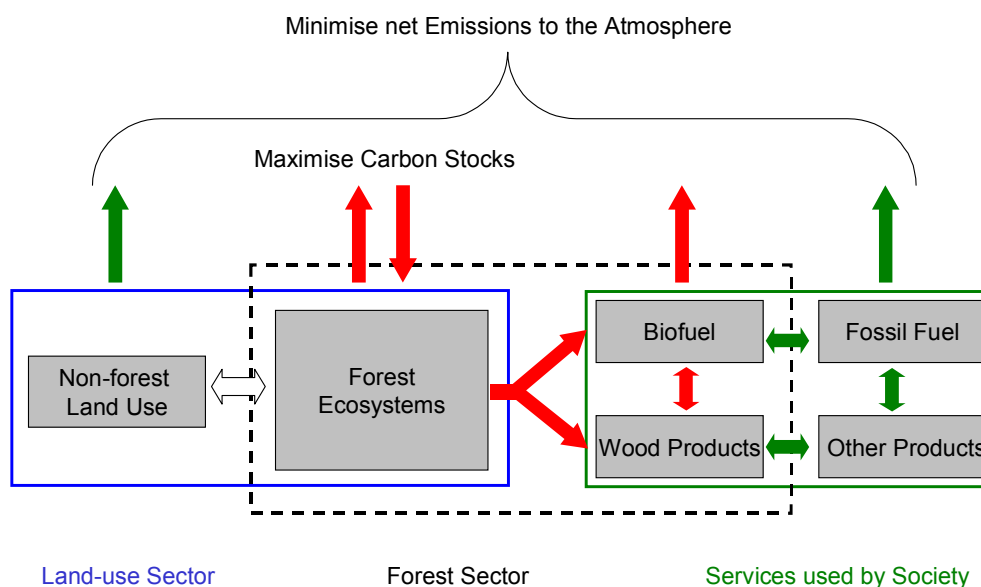 Minimise net Emissions to the Atmosphere
Maximise Carbon Stocks
Non-forest
Land Use
Forest
Ecosystems
Biofuel
Fossil Fuel
Wood Products
Other Products
Land-use Sector
Forest Sector
Services used by Society